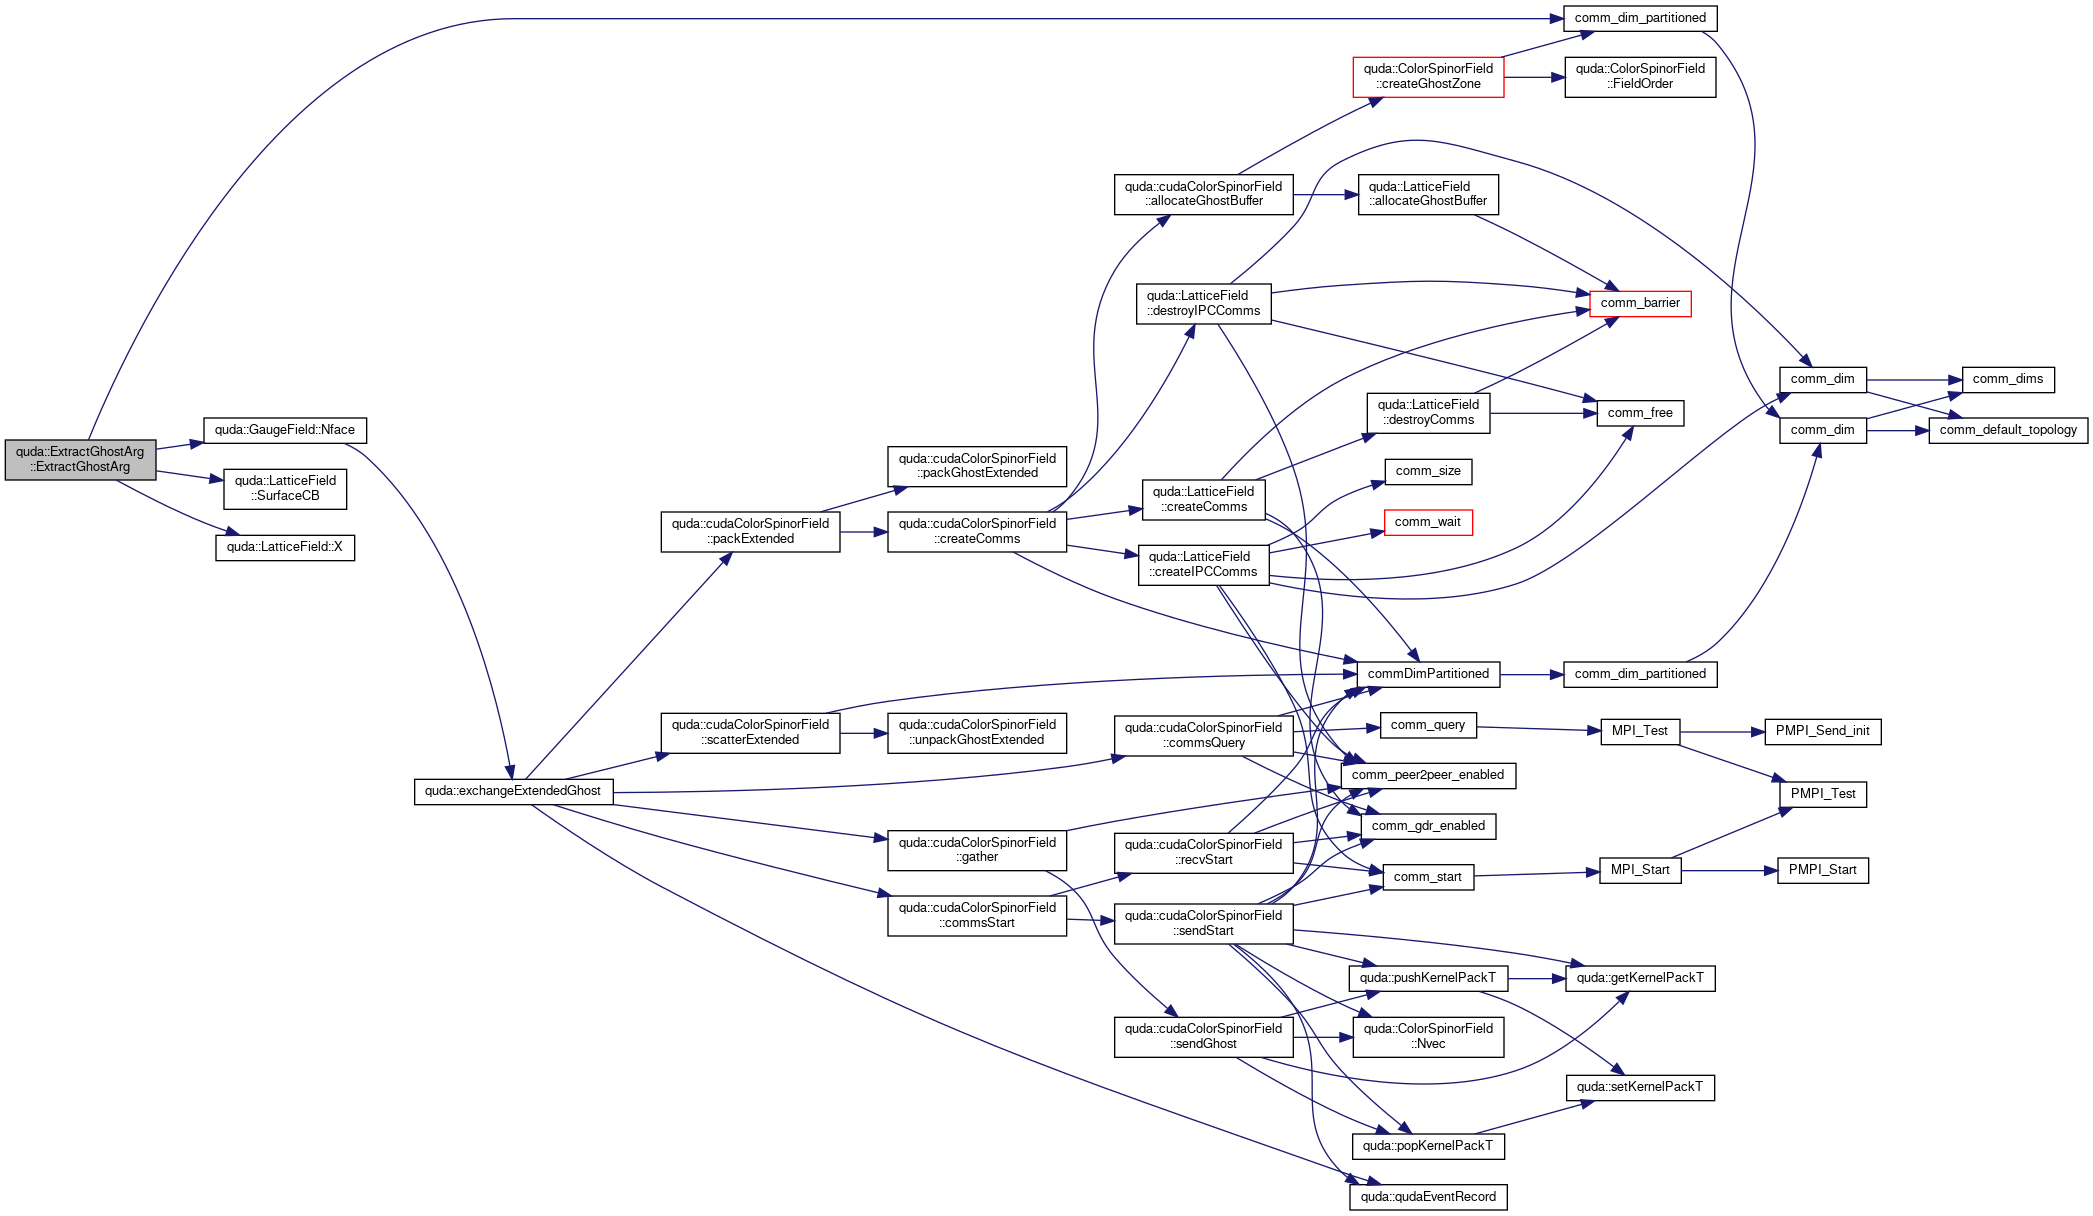 quda::ExtractGhostArg
::ExtractGhostArg
quda::GaugeField::Nface
quda::LatticeField
::SurfaceCB
quda::LatticeField::X
quda::exchangeExtendedGhost
quda::cudaColorSpinorField
::packExtended
quda::cudaColorSpinorField
::scatterExtended
quda::cudaColorSpinorField
::packGhostExtended
quda::cudaColorSpinorField
::createComms
quda::cudaColorSpinorField
::unpackGhostExtended
quda::cudaColorSpinorField
::gather
quda::cudaColorSpinorField
::commsStart
quda::cudaColorSpinorField
::allocateGhostBuffer
quda::LatticeField
::destroyIPCComms
quda::LatticeField
::createComms
quda::LatticeField
::createIPCComms
quda::cudaColorSpinorField
::commsQuery
quda::cudaColorSpinorField
::recvStart
quda::cudaColorSpinorField
::sendStart
quda::cudaColorSpinorField
::sendGhost
quda::ColorSpinorField
::createGhostZone
quda::LatticeField
::allocateGhostBuffer
quda::LatticeField
::destroyComms
comm_size
comm_wait
commDimPartitioned
comm_query
comm_peer2peer_enabled
comm_gdr_enabled
comm_start
quda::pushKernelPackT
quda::ColorSpinorField
::Nvec
quda::popKernelPackT
quda::qudaEventRecord
comm_dim_partitioned
quda::ColorSpinorField
::FieldOrder
comm_barrier
comm_free
comm_dim_partitioned
MPI_Test
MPI_Start
quda::getKernelPackT
quda::setKernelPackT
comm_dim
comm_dim
PMPI_Send_init
PMPI_Test
PMPI_Start
comm_dims
comm_default_topology